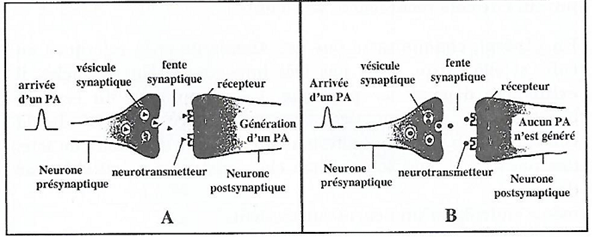 arrivée
d'un PA
vésicule
synaptique
fente
synaptique
récepteur
Génération
d'un PA
Neurone
présynaptique
neurotransmetteur
Neurone
postsynaptique
A
Arrivée
d'un PA
vésicule
synaptique
fente
synaptique
récepteur
Aucun PA
n'est généré
Neurone
présynaptique
neurotransmetteur
Neurone
postsynaptique
B